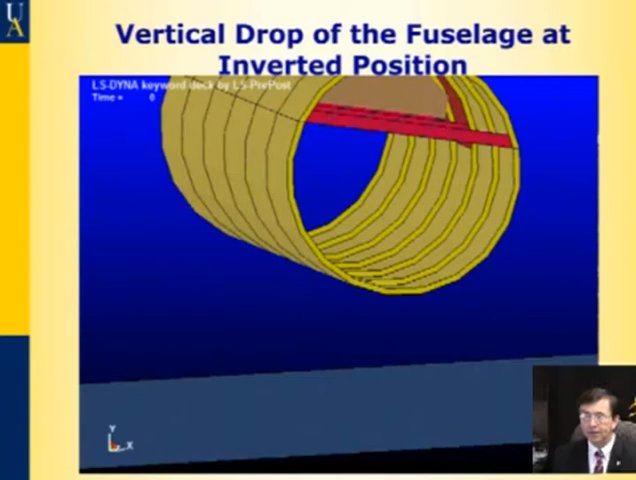 UA
Vertical Drop of the Fuselage at
Inverted Position
LS-DYNA keyword deck by LS-PrePost
Time = 0
Y
X